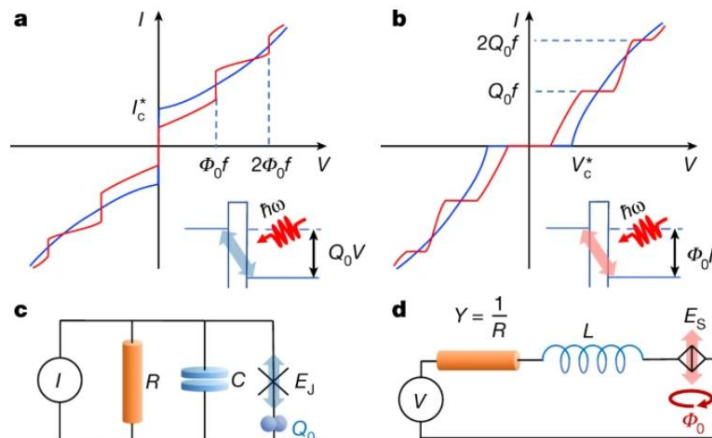 a
I
I*c
Φ0f
2Φ0f
V
ħω
Q0V
b
I
2Q0f
Q0f
V*c
V
ħω
Φ0I
c
I
R
C
EJ
Q0
d
Y = 1/R
L
ES
V
Φ0